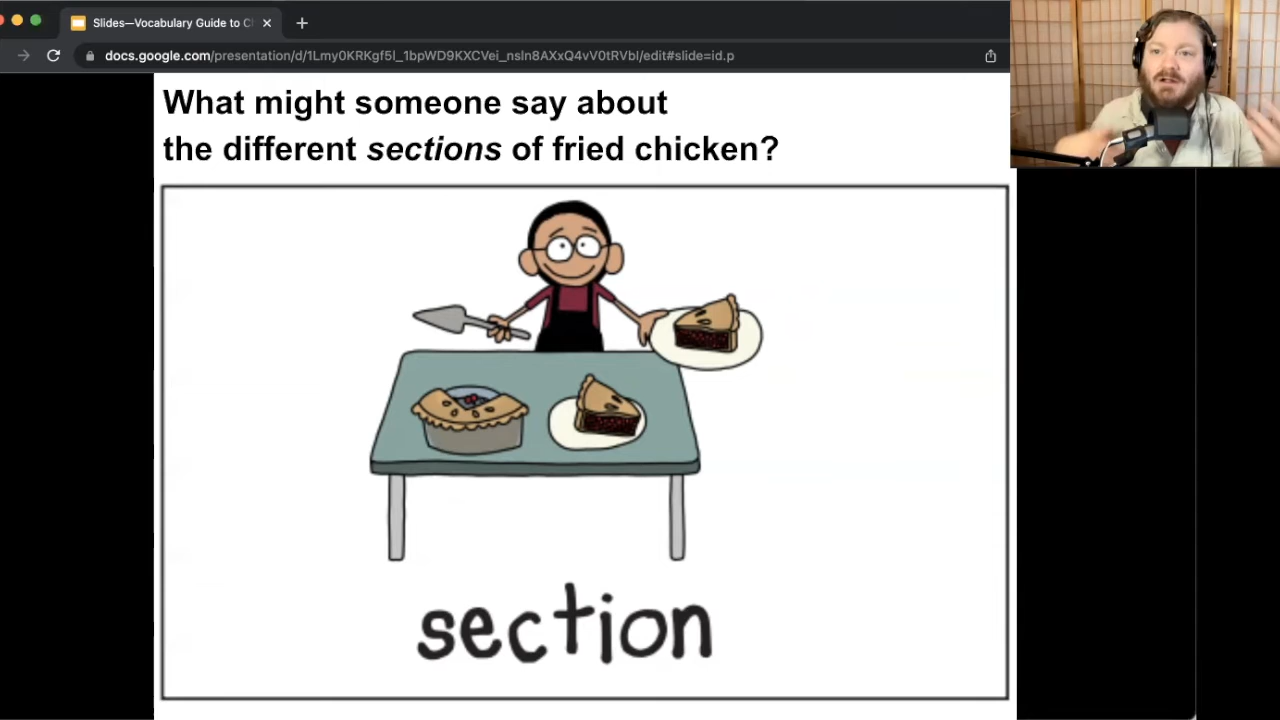 Slides—Vocabulary Guide to C
docs.google.com/presentation/d/1Lmy0KRKgf5l_1bpWD9KXCVei_nsIn8AXxQ4vV0tRVbI/edit#slide=id.p
What might someone say about
the different sections of fried chicken?
section